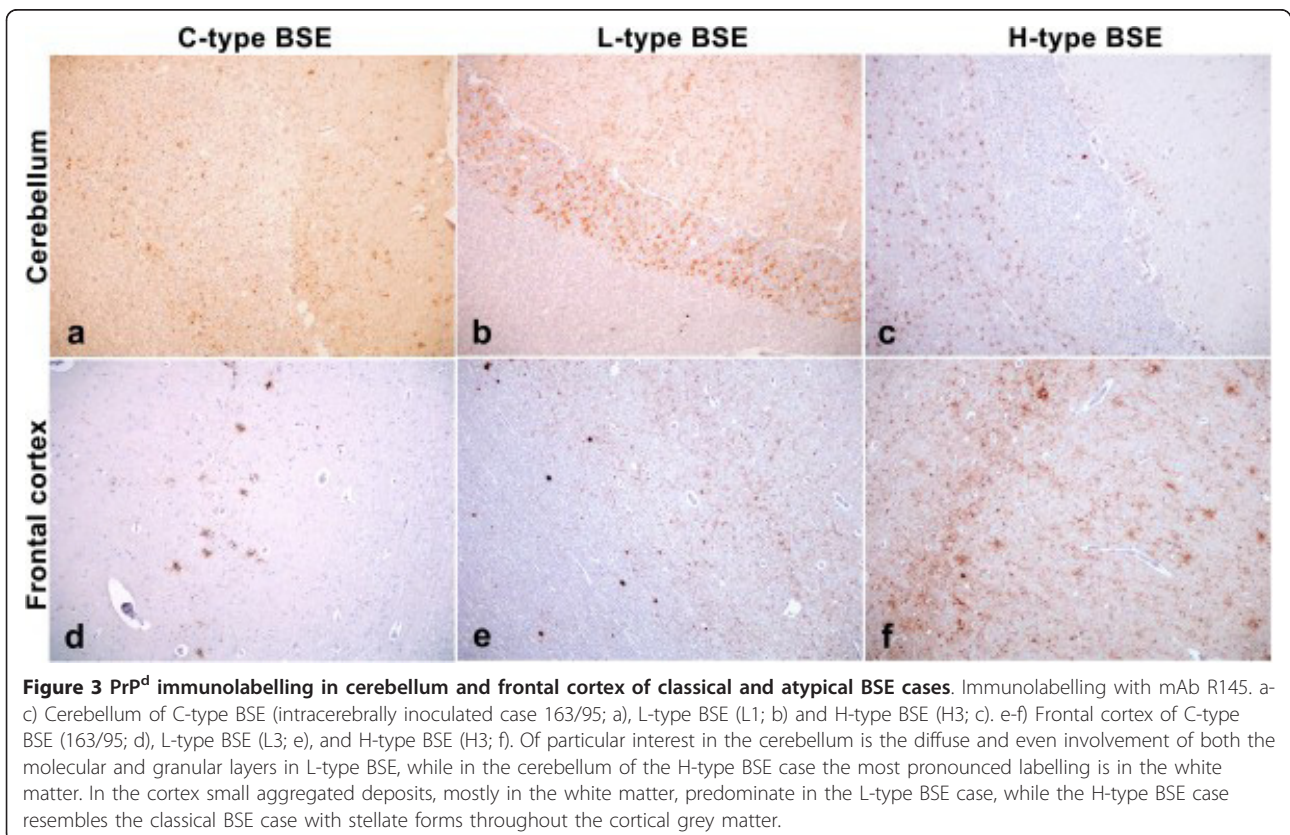 C-type BSE L-type BSE H-type BSE
Cerebellum
a b c
Frontal cortex
d e f
Figure 3 PrPd immunolabelling in cerebellum and frontal cortex of classical and atypical BSE cases. Immunolabelling with mAb R145. a-
c) Cerebellum of C-type BSE (intracerebrally inoculated case 163/95; a), L-type BSE (L1; b) and H-type BSE (H3; c). e-f) Frontal cortex of C-type
BSE (163/95; d), L-type BSE (L3; e), and H-type BSE (H3; f). Of particular interest in the cerebellum is the diffuse and even involvement of both the
molecular and granular layers in L-type BSE, while in the cerebellum of the H-type BSE case the most pronounced labelling is in the white
matter. In the cortex small aggregated deposits, mostly in the white matter, predominate in the L-type BSE case, while the H-type BSE case
resembles the classical BSE case with stellate forms throughout the cortical grey matter.